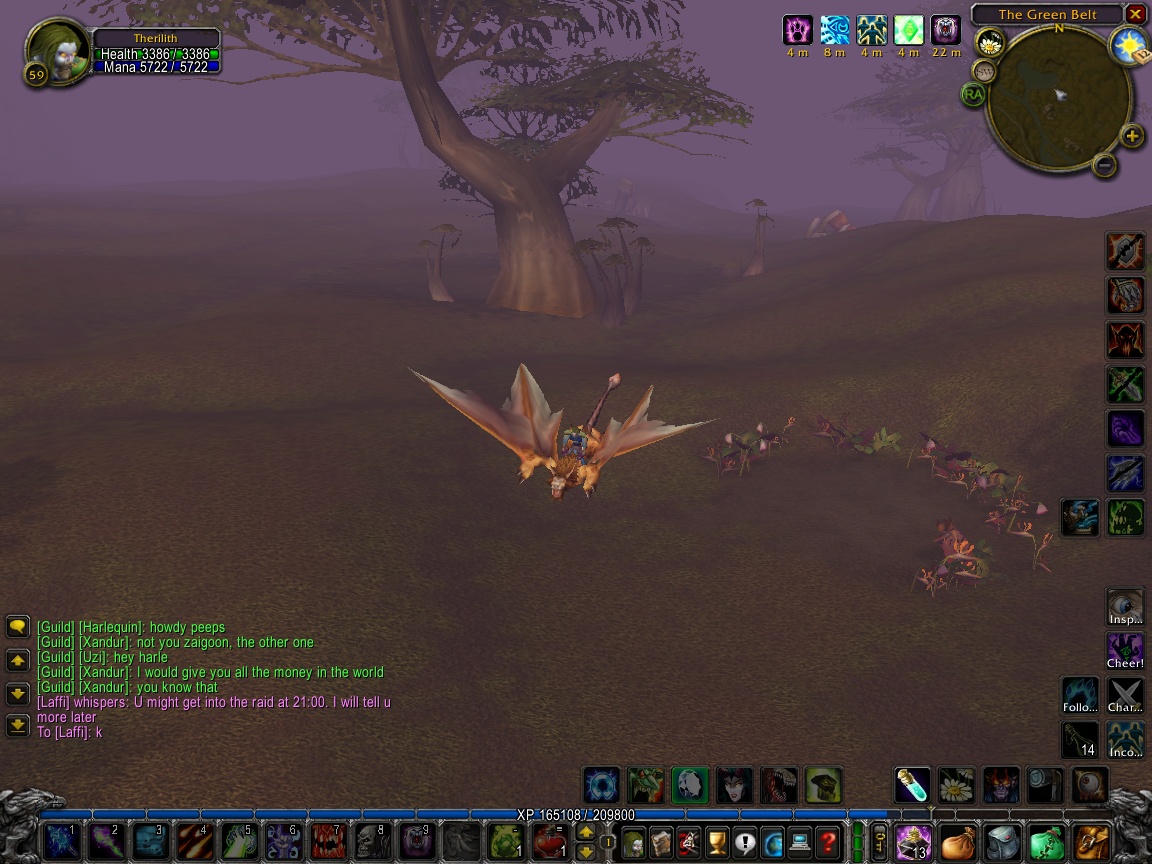 The Green Belt
N
Therilith
Health 3386 / 3386
Mana 5722 / 5722
59
4 m
8 m
4 m
4 m
22 m
SW
RA
[Guild] [Harlequin]: howdy peeps
[Guild] [Xandur]: not you zaigoon, the other one
[Guild] [Uzi]: hey harle
[Guild] [Xandur]: I would give you all the money in the world
[Guild] [Xandur]: you know that
[Laffi] whispers: U might get into the raid at 21:00. I will tell u
more later
To [Laffi]: k
Insp...
Cheer!
Follo...
Char...
14
Inco...
XP 165108 / 209800
1
2
3
4
5
6
7
8
9
-
1
=
1
1
13